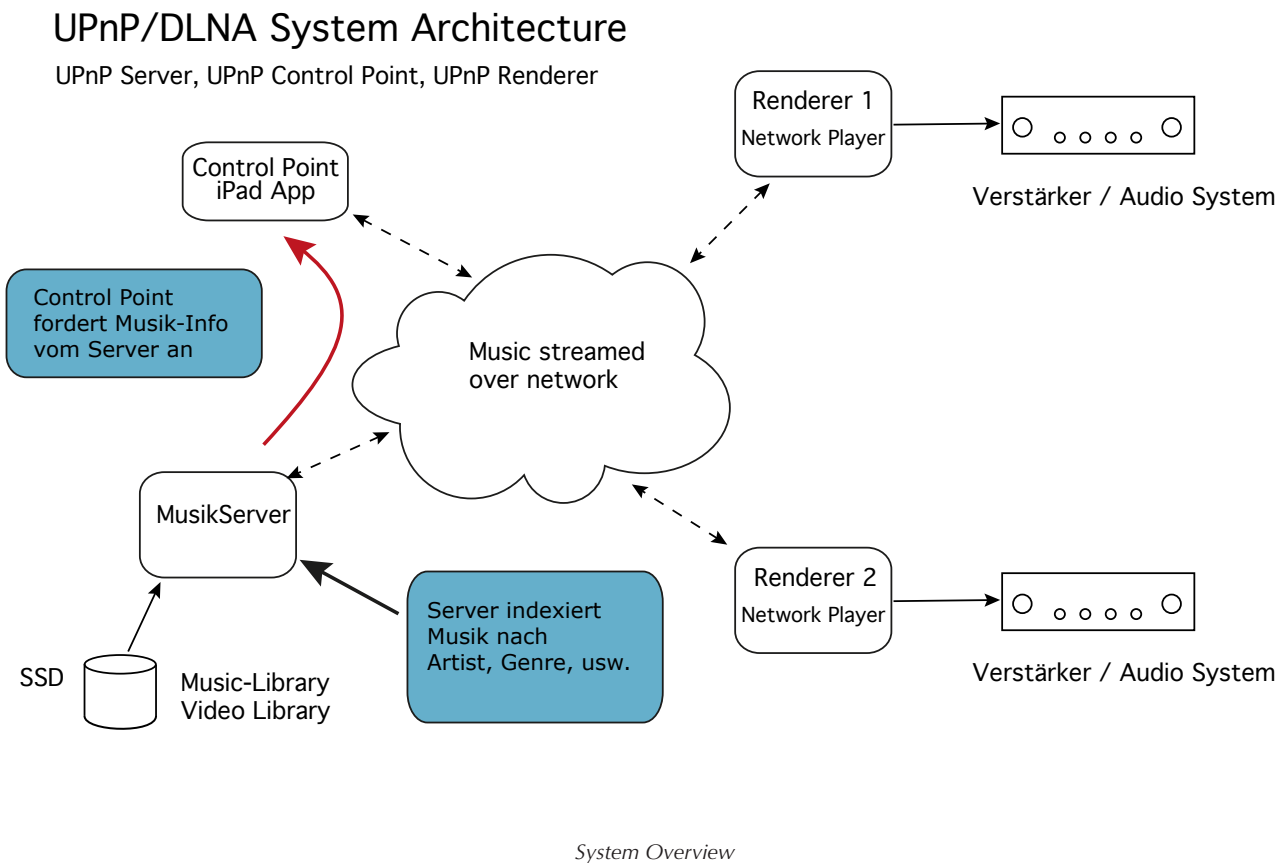 UPnP/DLNA System Architecture
UPnP Server, UPnP Control Point, UPnP Renderer
Renderer 1
Network Player
Verstärker / Audio System
Control Point
iPad App
Control Point
fordert Musik-Info
vom Server an
Music streamed
over network
MusikServer
Server indexiert
Musik nach
Artist, Genre, usw.
SSD
Music-Library
Video Library
Renderer 2
Network Player
Verstärker / Audio System
System Overview